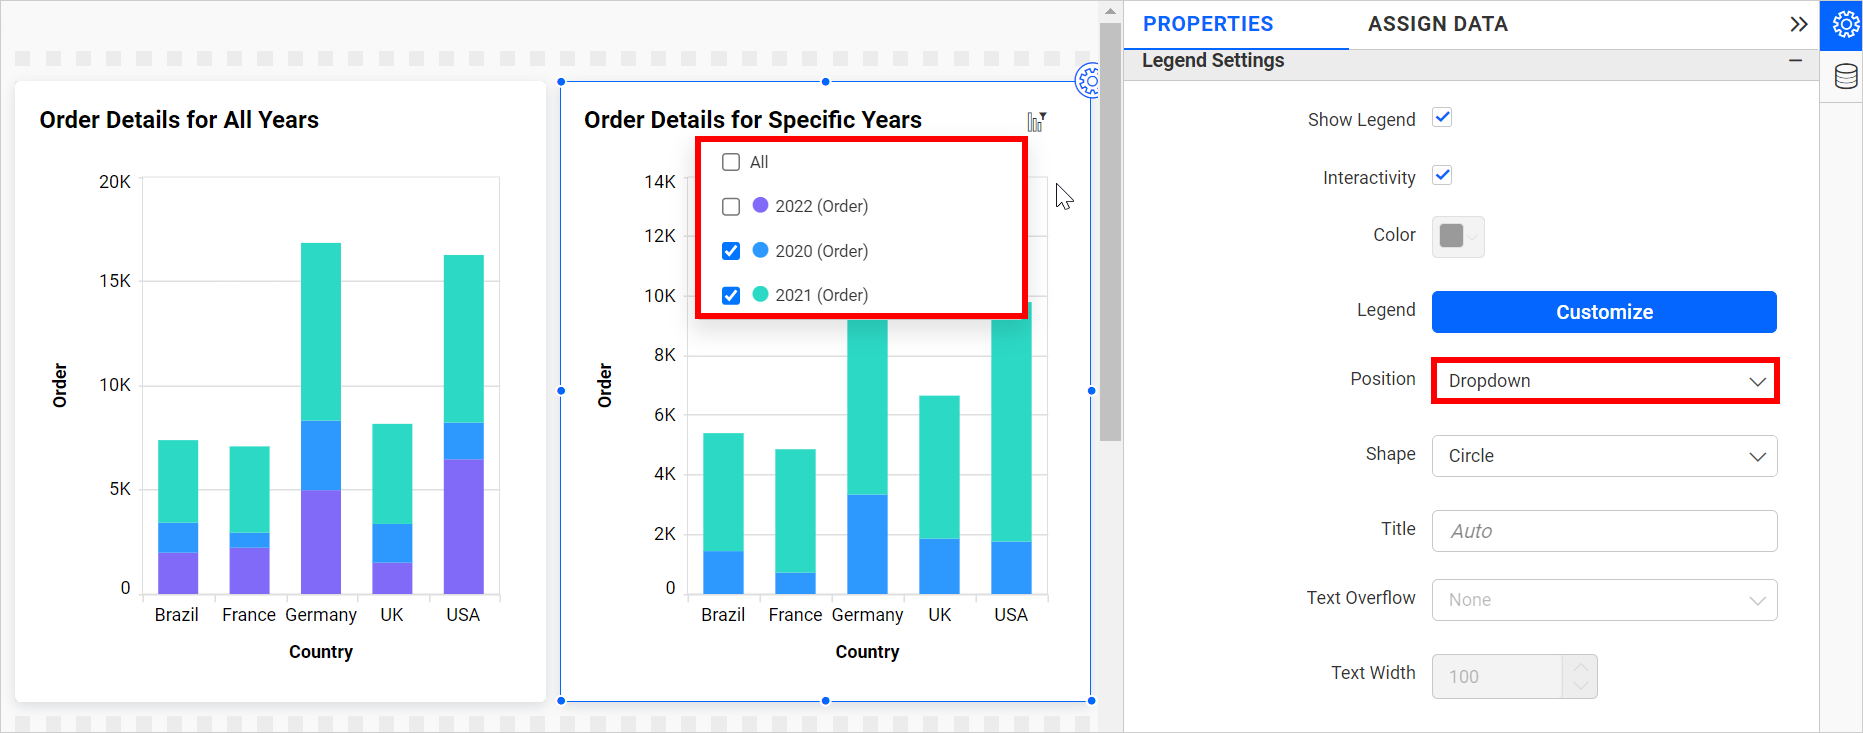 PROPERTIES
ASSIGN DATA
Legend Settings
Order Details for All Years
20K
15K
10K
5K
0
Order
Brazil France Germany UK USA
Country
Order Details for Specific Years
All
2022 (Order)
2020 (Order)
2021 (Order)
14K
12K
10K
8K
6K
4K
2K
0
Order
Brazil France Germany UK USA
Country
Show Legend
Interactivity
Color
Legend Customize
Position Dropdown
Shape Circle
Title Auto
Text Overflow None
Text Width 100